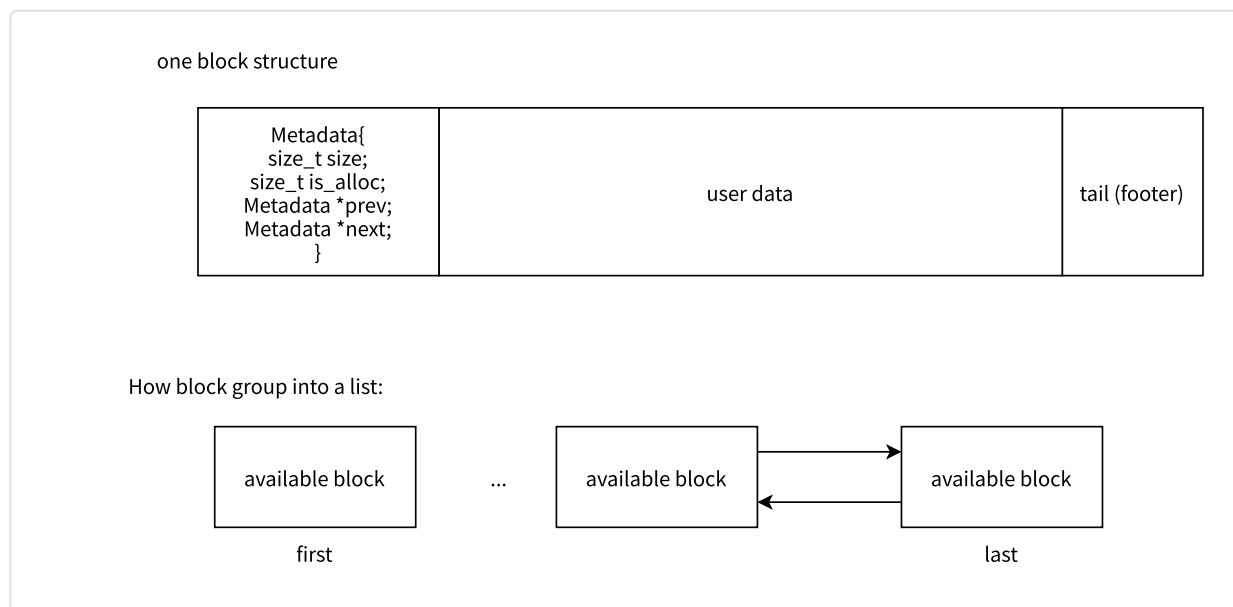 one block structure
Metadata{
size_t size;
size_t is_alloc;
Metadata *prev;
Metadata *next;
}
user data
tail (footer)
How block group into a list:
available block
...
available block
available block
first
last